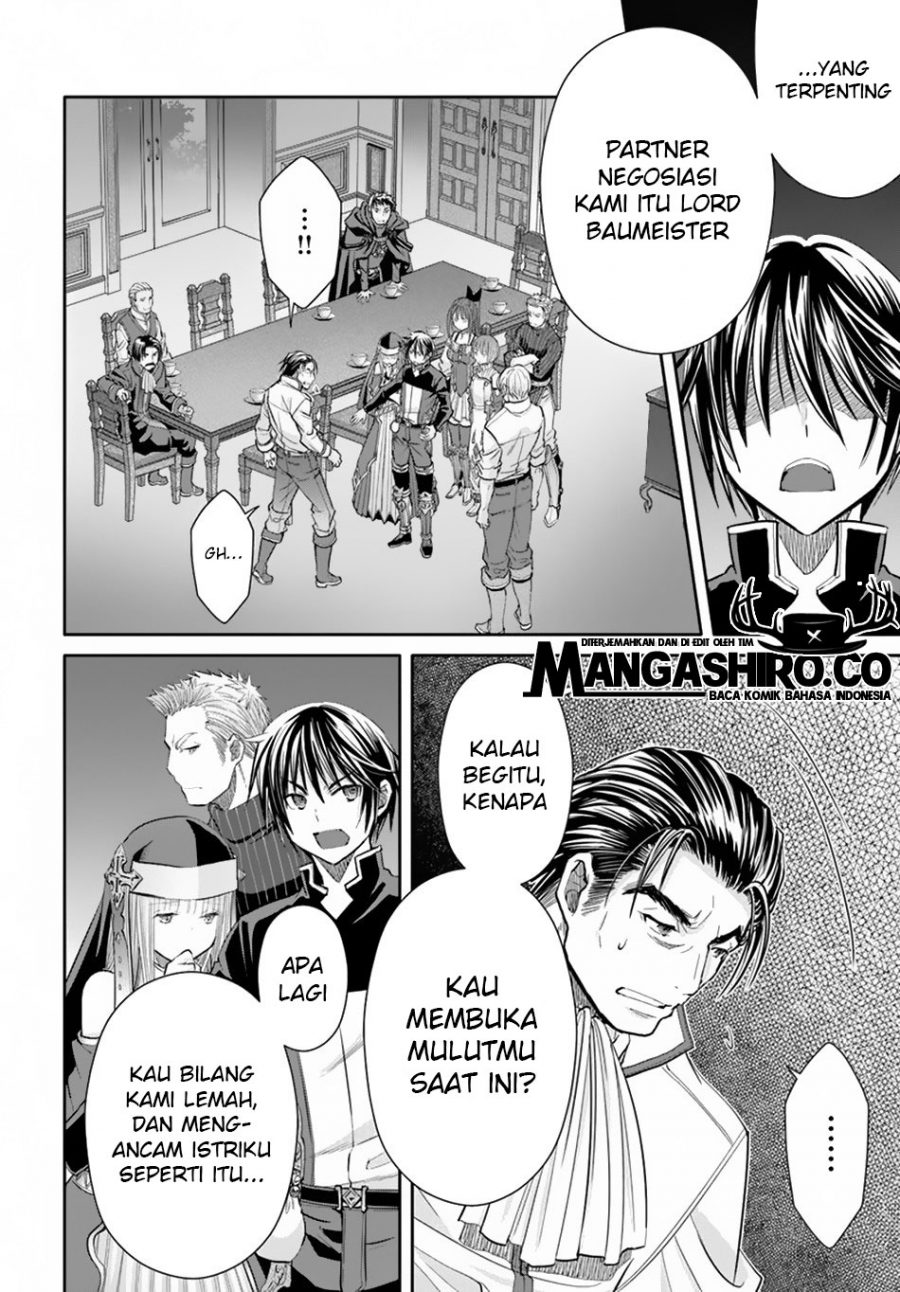 ...YANG
TERPENTING
PARTNER
NEGOSIASI
KAMI ITU LORD
BAUMEISTER
...!!
GH...
DITERJEMAHKAN DAN DI EDIT OLEH TIM
MANGASHIRO.CO
BACA KOMIK BAHASA INDONESIA
KALAU
BEGITU,
KENAPA
KAU
MEMBUKA
MULUTMU
SAAT INI?
......
APA
LAGI
KAU BILANG
KAMI LEMAH,
DAN MENG-
ANCAM ISTRIKU
SEPERTI ITU...